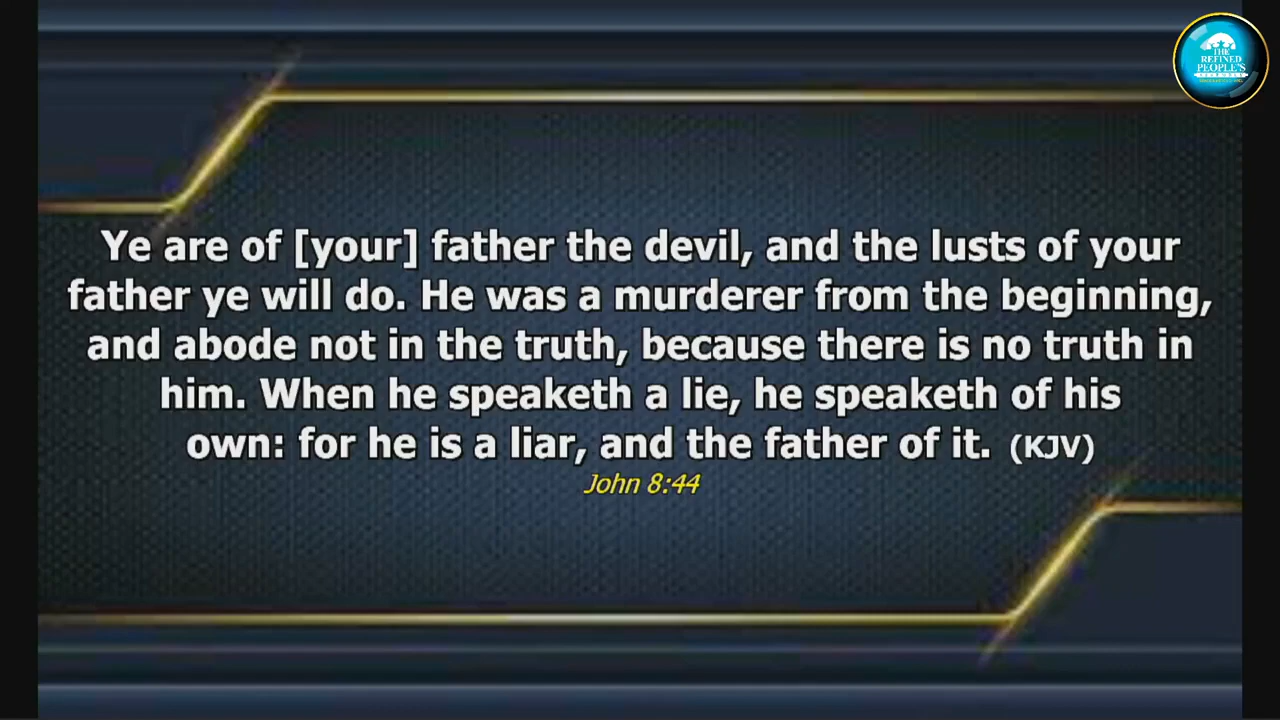 THE
REFINED
PEOPLE'S
Ye are of [your] father the devil, and the lusts of your
father ye will do. He was a murderer from the beginning,
and abode not in the truth, because there is no truth in
him. When he speaketh a lie, he speaketh of his
own: for he is a liar, and the father of it. (KJV)
John 8:44